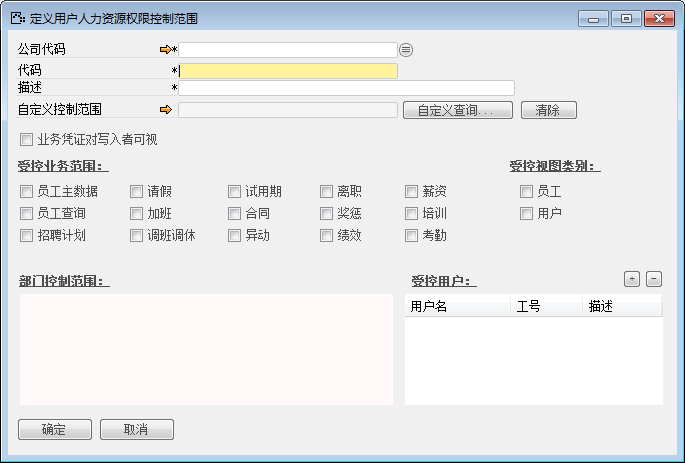 定义用户人力资源权限控制范围
公司代码 *
代码 *
描述 *
自定义控制范围 自定义查询... 清除
业务凭证对写入者可视
受控业务范围： 受控视图类别：
员工主数据 请假 试用期 离职 薪资 员工
员工查询 加班 合同 奖惩 培训 用户
招聘计划 调班调休 异动 绩效 考勤
部门控制范围： 受控用户： + -
用户名 工号 描述
确定 取消